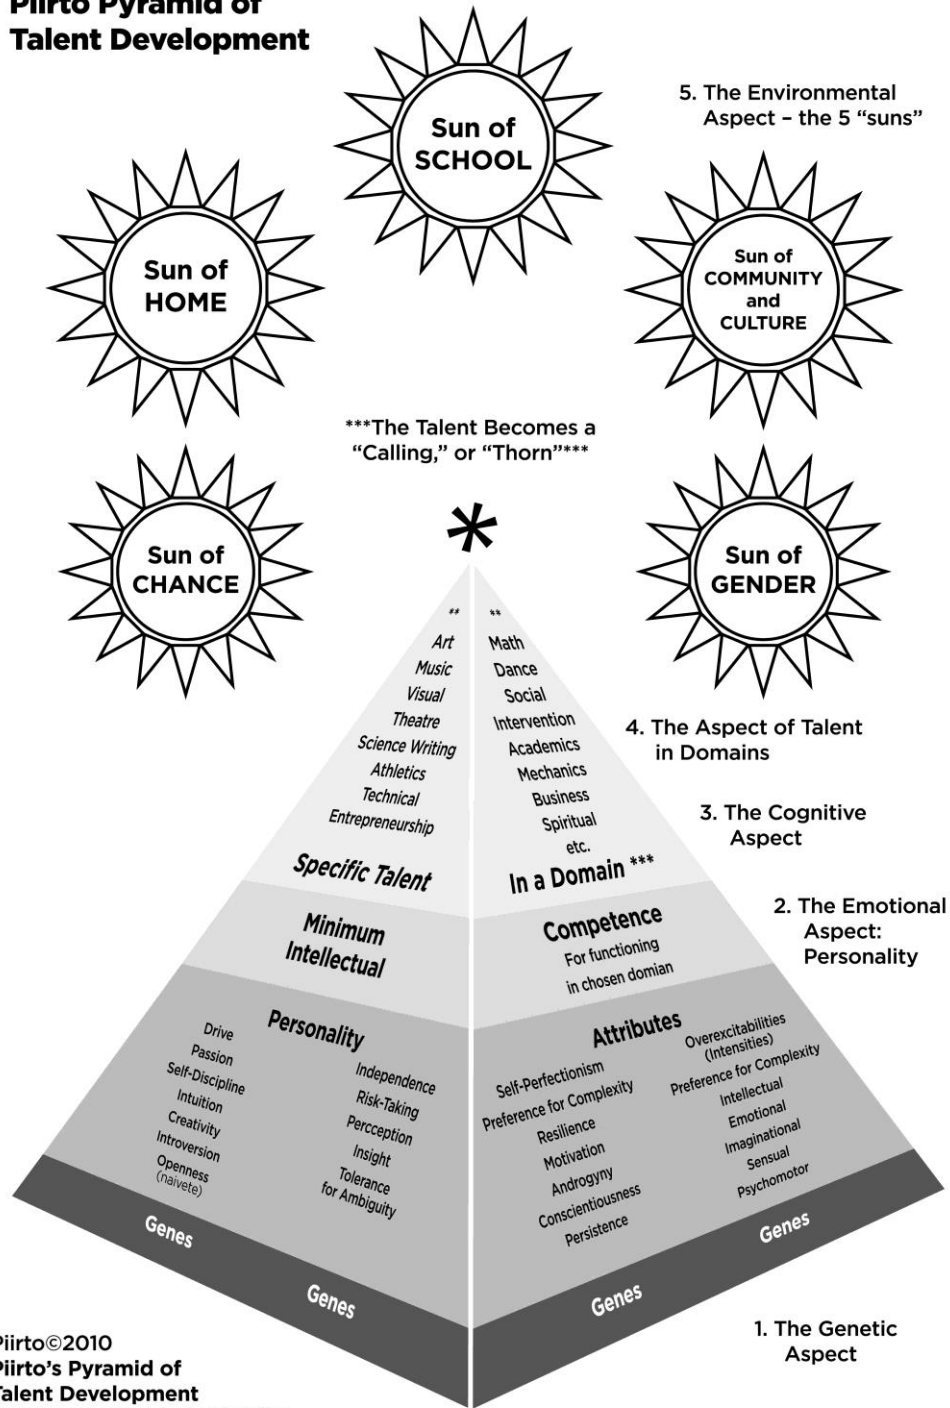 Piirto Pyramid of
Talent Development
Sun of
SCHOOL
5. The Environmental
Aspect – the 5 “suns”
Sun of
HOME
Sun of
COMMUNITY
and
CULTURE
***The Talent Becomes a
“Calling,” or “Thorn”***
*
Sun of
CHANCE
Sun of
GENDER
**
Art
Music
Visual
Theatre
Science Writing
Athletics
Technical
Entrepreneurship
Specific Talent
**
Math
Dance
Social
Intervention
Academics
Mechanics
Business
Spiritual
etc.
In a Domain ***
4. The Aspect of Talent
in Domains
3. The Cognitive
Aspect
2. The Emotional
Aspect:
Personality
Minimum
Intellectual
Competence
For functioning
in chosen domian
Personality
Drive
Passion
Self-Discipline
Intuition
Creativity
Introversion
Openness
(naivete)
Independence
Risk-Taking
Percception
Insight
Tolerance
for Ambiguity
Attributes
Self-Perfectionism
Preference for Complexity
Resilience
Motivation
Androgyny
Conscientiousness
Persistence
Overexcitabilities
(Intensities)
Preference for Complexity
Intellectual
Emotional
Imaginational
Sensual
Psychomotor
Genes
Genes
Genes
Genes
1. The Genetic
Aspect
Piirto©2010
Piirto’s Pyramid of
Talent Development